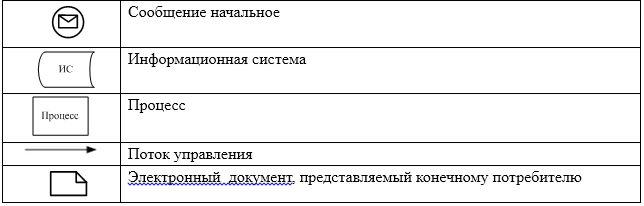 Сообщение начальное
ИС
Информационная система
Процесс
Процесс
Поток управления
Электронный документ, представляемый конечному потребителю